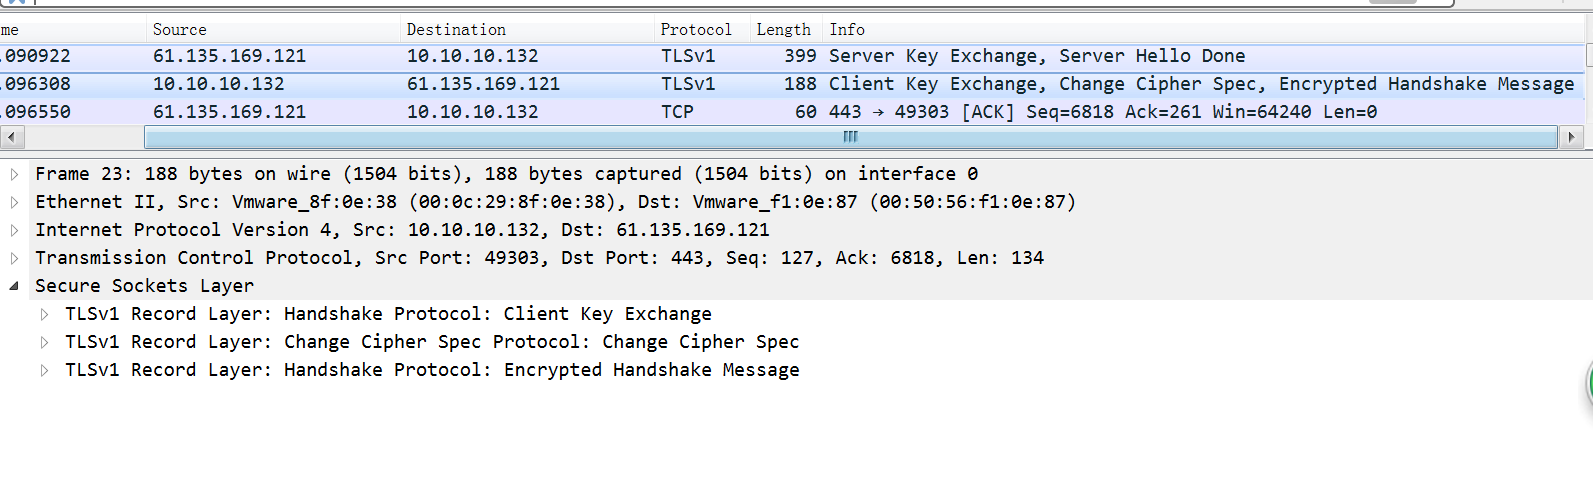 me Source Destination Protocol Length Info
.090922 61.135.169.121 10.10.10.132 TLSv1 399 Server Key Exchange, Server Hello Done
.096308 10.10.10.132 61.135.169.121 TLSv1 188 Client Key Exchange, Change Cipher Spec, Encrypted Handshake Message
.096550 61.135.169.121 10.10.10.132 TCP 60 443 → 49303 [ACK] Seq=6818 Ack=261 Win=64240 Len=0
Frame 23: 188 bytes on wire (1504 bits), 188 bytes captured (1504 bits) on interface 0
Ethernet II, Src: Vmware_8f:0e:38 (00:0c:29:8f:0e:38), Dst: Vmware_f1:0e:87 (00:50:56:f1:0e:87)
Internet Protocol Version 4, Src: 10.10.10.132, Dst: 61.135.169.121
Transmission Control Protocol, Src Port: 49303, Dst Port: 443, Seq: 127, Ack: 6818, Len: 134
Secure Sockets Layer
TLSv1 Record Layer: Handshake Protocol: Client Key Exchange
TLSv1 Record Layer: Change Cipher Spec Protocol: Change Cipher Spec
TLSv1 Record Layer: Handshake Protocol: Encrypted Handshake Message